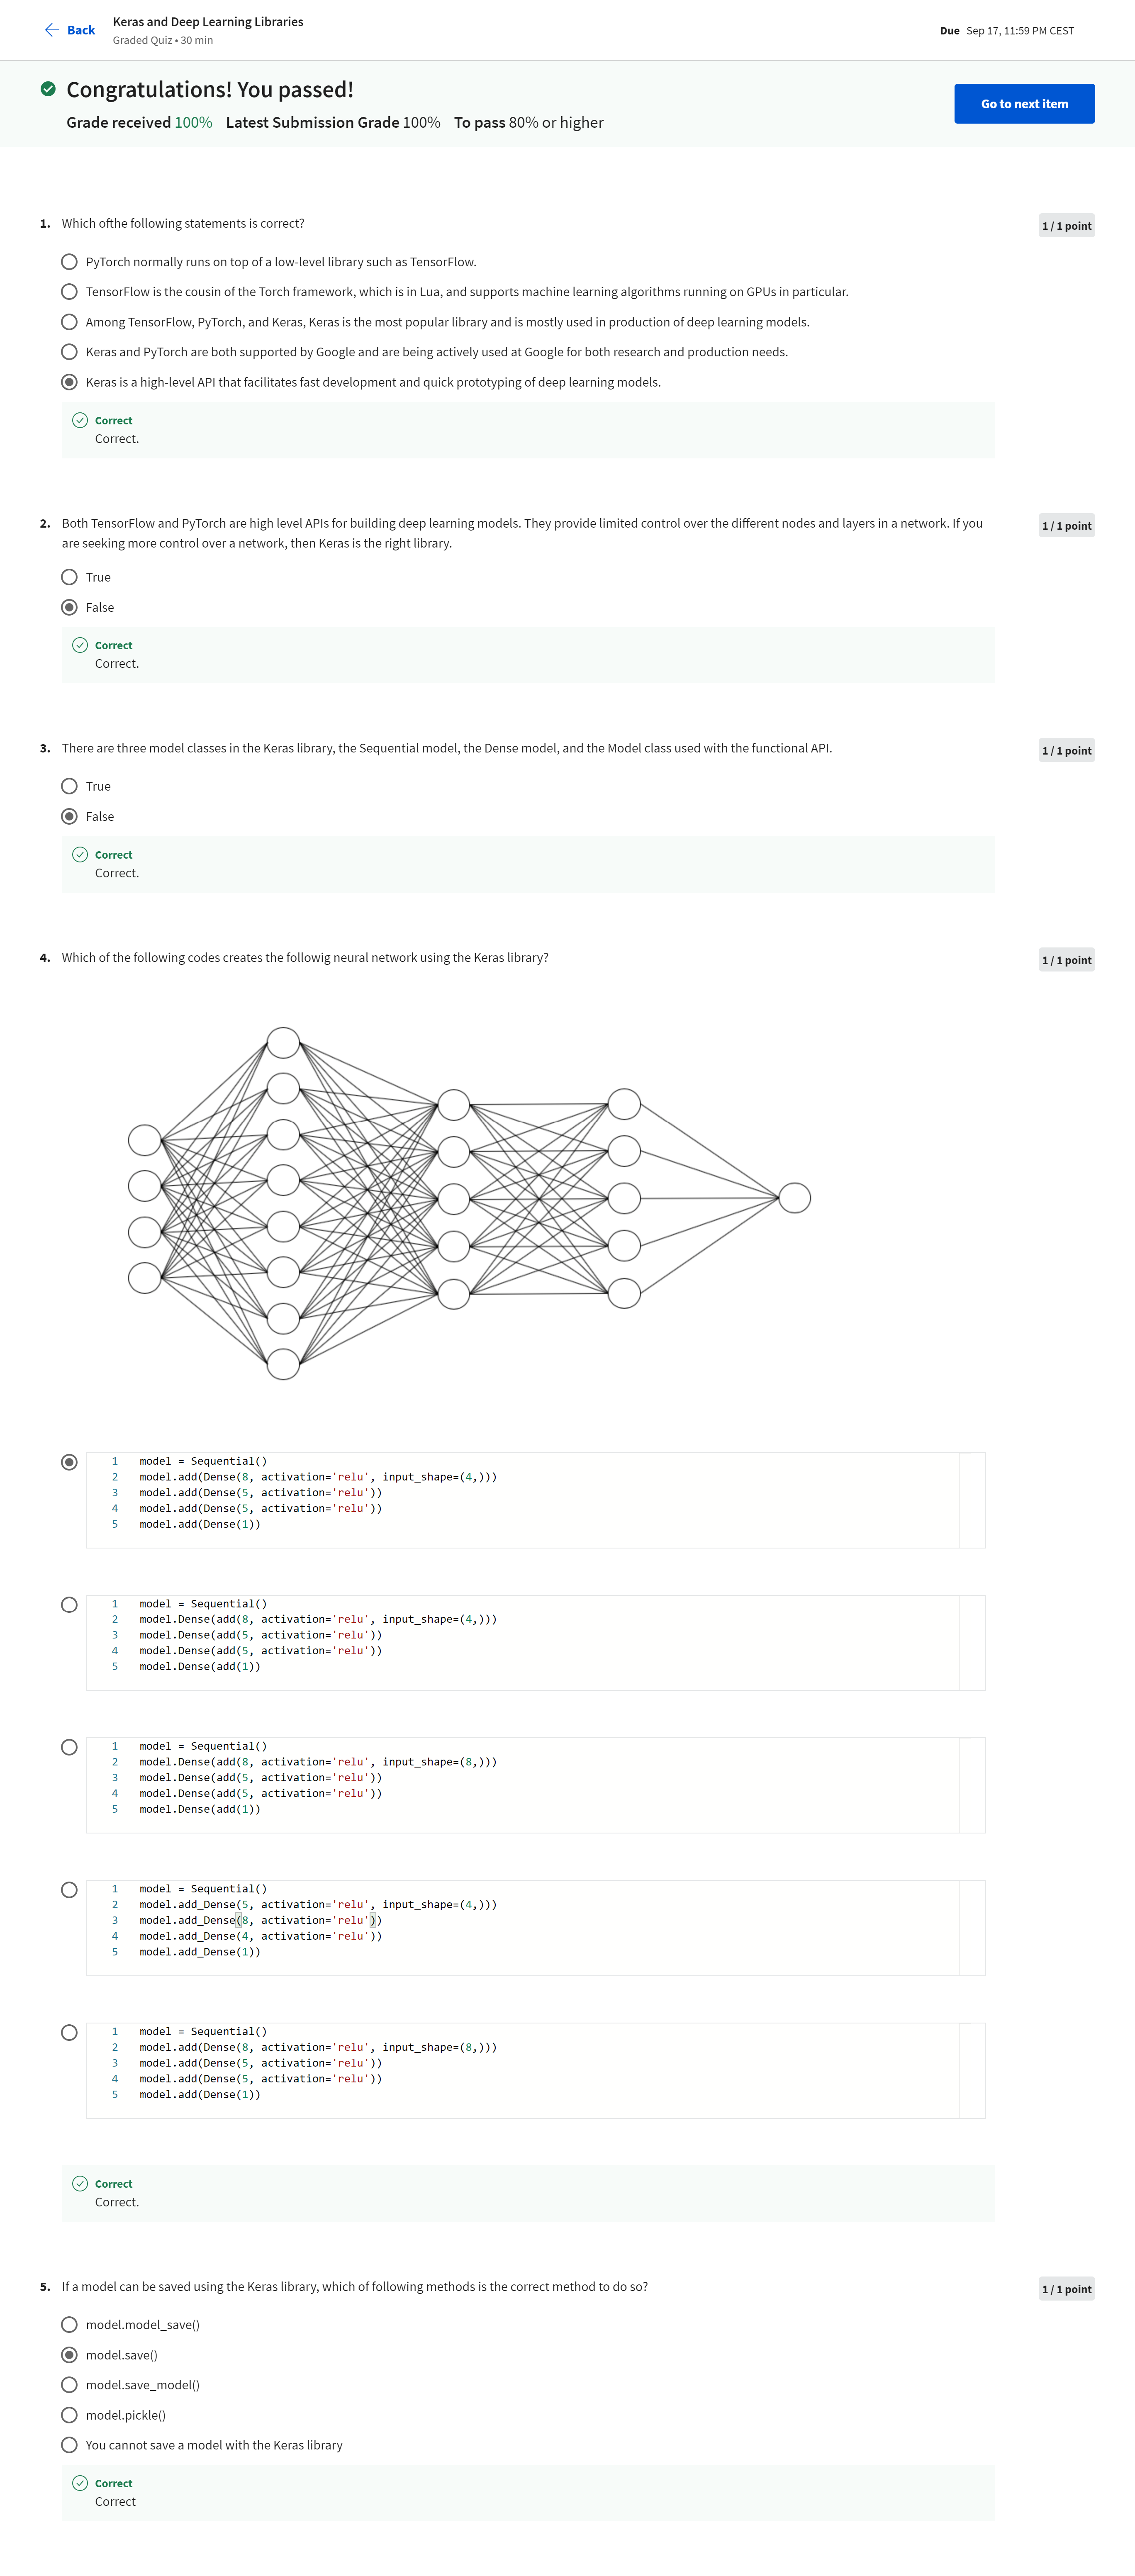 Back
Keras and Deep Learning Libraries
Graded Quiz • 30 min
Due Sep 17, 11:59 PM CEST
Congratulations! You passed!
Grade received 100% Latest Submission Grade 100% To pass 80% or higher
Go to next item
1. Which ofthe following statements is correct?
1 / 1 point
PyTorch normally runs on top of a low-level library such as TensorFlow.
TensorFlow is the cousin of the Torch framework, which is in Lua, and supports machine learning algorithms running on GPUs in particular.
Among TensorFlow, PyTorch, and Keras, Keras is the most popular library and is mostly used in production of deep learning models.
Keras and PyTorch are both supported by Google and are being actively used at Google for both research and production needs.
Keras is a high-level API that facilitates fast development and quick prototyping of deep learning models.
Correct
Correct.
2. Both TensorFlow and PyTorch are high level APIs for building deep learning models. They provide limited control over the different nodes and layers in a network. If you
are seeking more control over a network, then Keras is the right library.
1 / 1 point
True
False
Correct
Correct.
3. There are three model classes in the Keras library, the Sequential model, the Dense model, and the Model class used with the functional API.
1 / 1 point
True
False
Correct
Correct.
4. Which of the following codes creates the followig neural network using the Keras library?
1 / 1 point
1 model = Sequential()
2 model.add(Dense(8, activation='relu', input_shape=(4,)))
3 model.add(Dense(5, activation='relu'))
4 model.add(Dense(5, activation='relu'))
5 model.add(Dense(1))
1 model = Sequential()
2 model.Dense(add(8, activation='relu', input_shape=(4,)))
3 model.Dense(add(5, activation='relu'))
4 model.Dense(add(5, activation='relu'))
5 model.Dense(add(1))
1 model = Sequential()
2 model.Dense(add(8, activation='relu', input_shape=(8,)))
3 model.Dense(add(5, activation='relu'))
4 model.Dense(add(5, activation='relu'))
5 model.Dense(add(1))
1 model = Sequential()
2 model.add_Dense(5, activation='relu', input_shape=(4,)))
3 model.add_Dense(8, activation='relu'))
4 model.add_Dense(4, activation='relu'))
5 model.add_Dense(1))
1 model = Sequential()
2 model.add(Dense(8, activation='relu', input_shape=(8,)))
3 model.add(Dense(5, activation='relu'))
4 model.add(Dense(5, activation='relu'))
5 model.add(Dense(1))
Correct
Correct.
5. If a model can be saved using the Keras library, which of following methods is the correct method to do so?
1 / 1 point
model.model_save()
model.save()
model.save_model()
model.pickle()
You cannot save a model with the Keras library
Correct
Correct